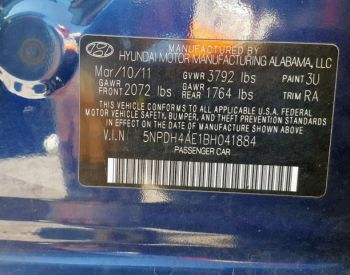 MANUFACTURED BY
HYUNDAI MOTOR MANUFACTURING ALABAMA, LLC
Mar/10/11 GVWR 3792 lbs PAINT 3U
GAWR FRONT 2072 lbs GAWR REAR 1764 lbs TRIM RA
THIS VEHICLE CONFORMS TO ALL APPLICABLE U.S.A FEDERAL
MOTOR VEHICLE SAFETY, BUMPER, AND THEFT PREVENTION
STANDARDS IN EFFECT ON THE DATE OF MANUFACTURE SHOWN ABOVE.
V.I.N. 5NPDH4AE1BH041884
PASSENGER CAR